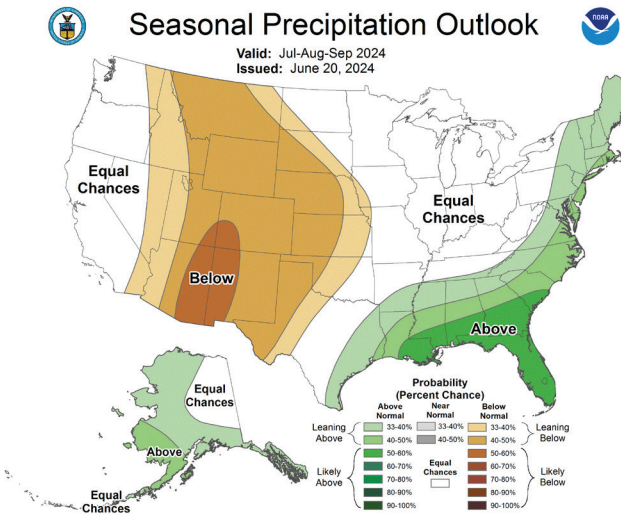 Seasonal Precipitation Outlook
NOAA
Valid: Jul-Aug-Sep 2024
Issued: June 20, 2024
Equal
Chances
Equal
Chances
Below
Above
Equal
Chances
Above
Equal
Chances
Probability
(Percent Chance)
Above
Normal
Near
Normal
Below
Normal
Leaning
Above
33-40%
33-40%
33-40%
Leaning
Below
40-50%
40-50%
40-50%
Likely
Above
50-60%
50-60%
Likely
Below
60-70%
60-70%
70-80%
Equal
Chances
70-80%
80-90%
80-90%
90-100%
90-100%